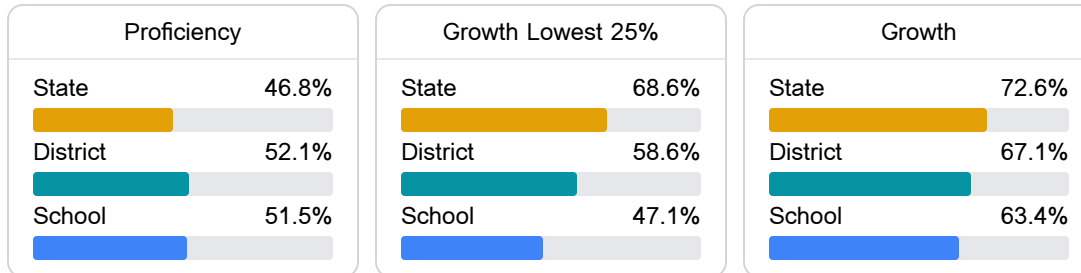 Proficiency
State 46.8%
District 52.1%
School 51.5%
Growth Lowest 25%
State 68.6%
District 58.6%
School 47.1%
Growth
State 72.6%
District 67.1%
School 63.4%